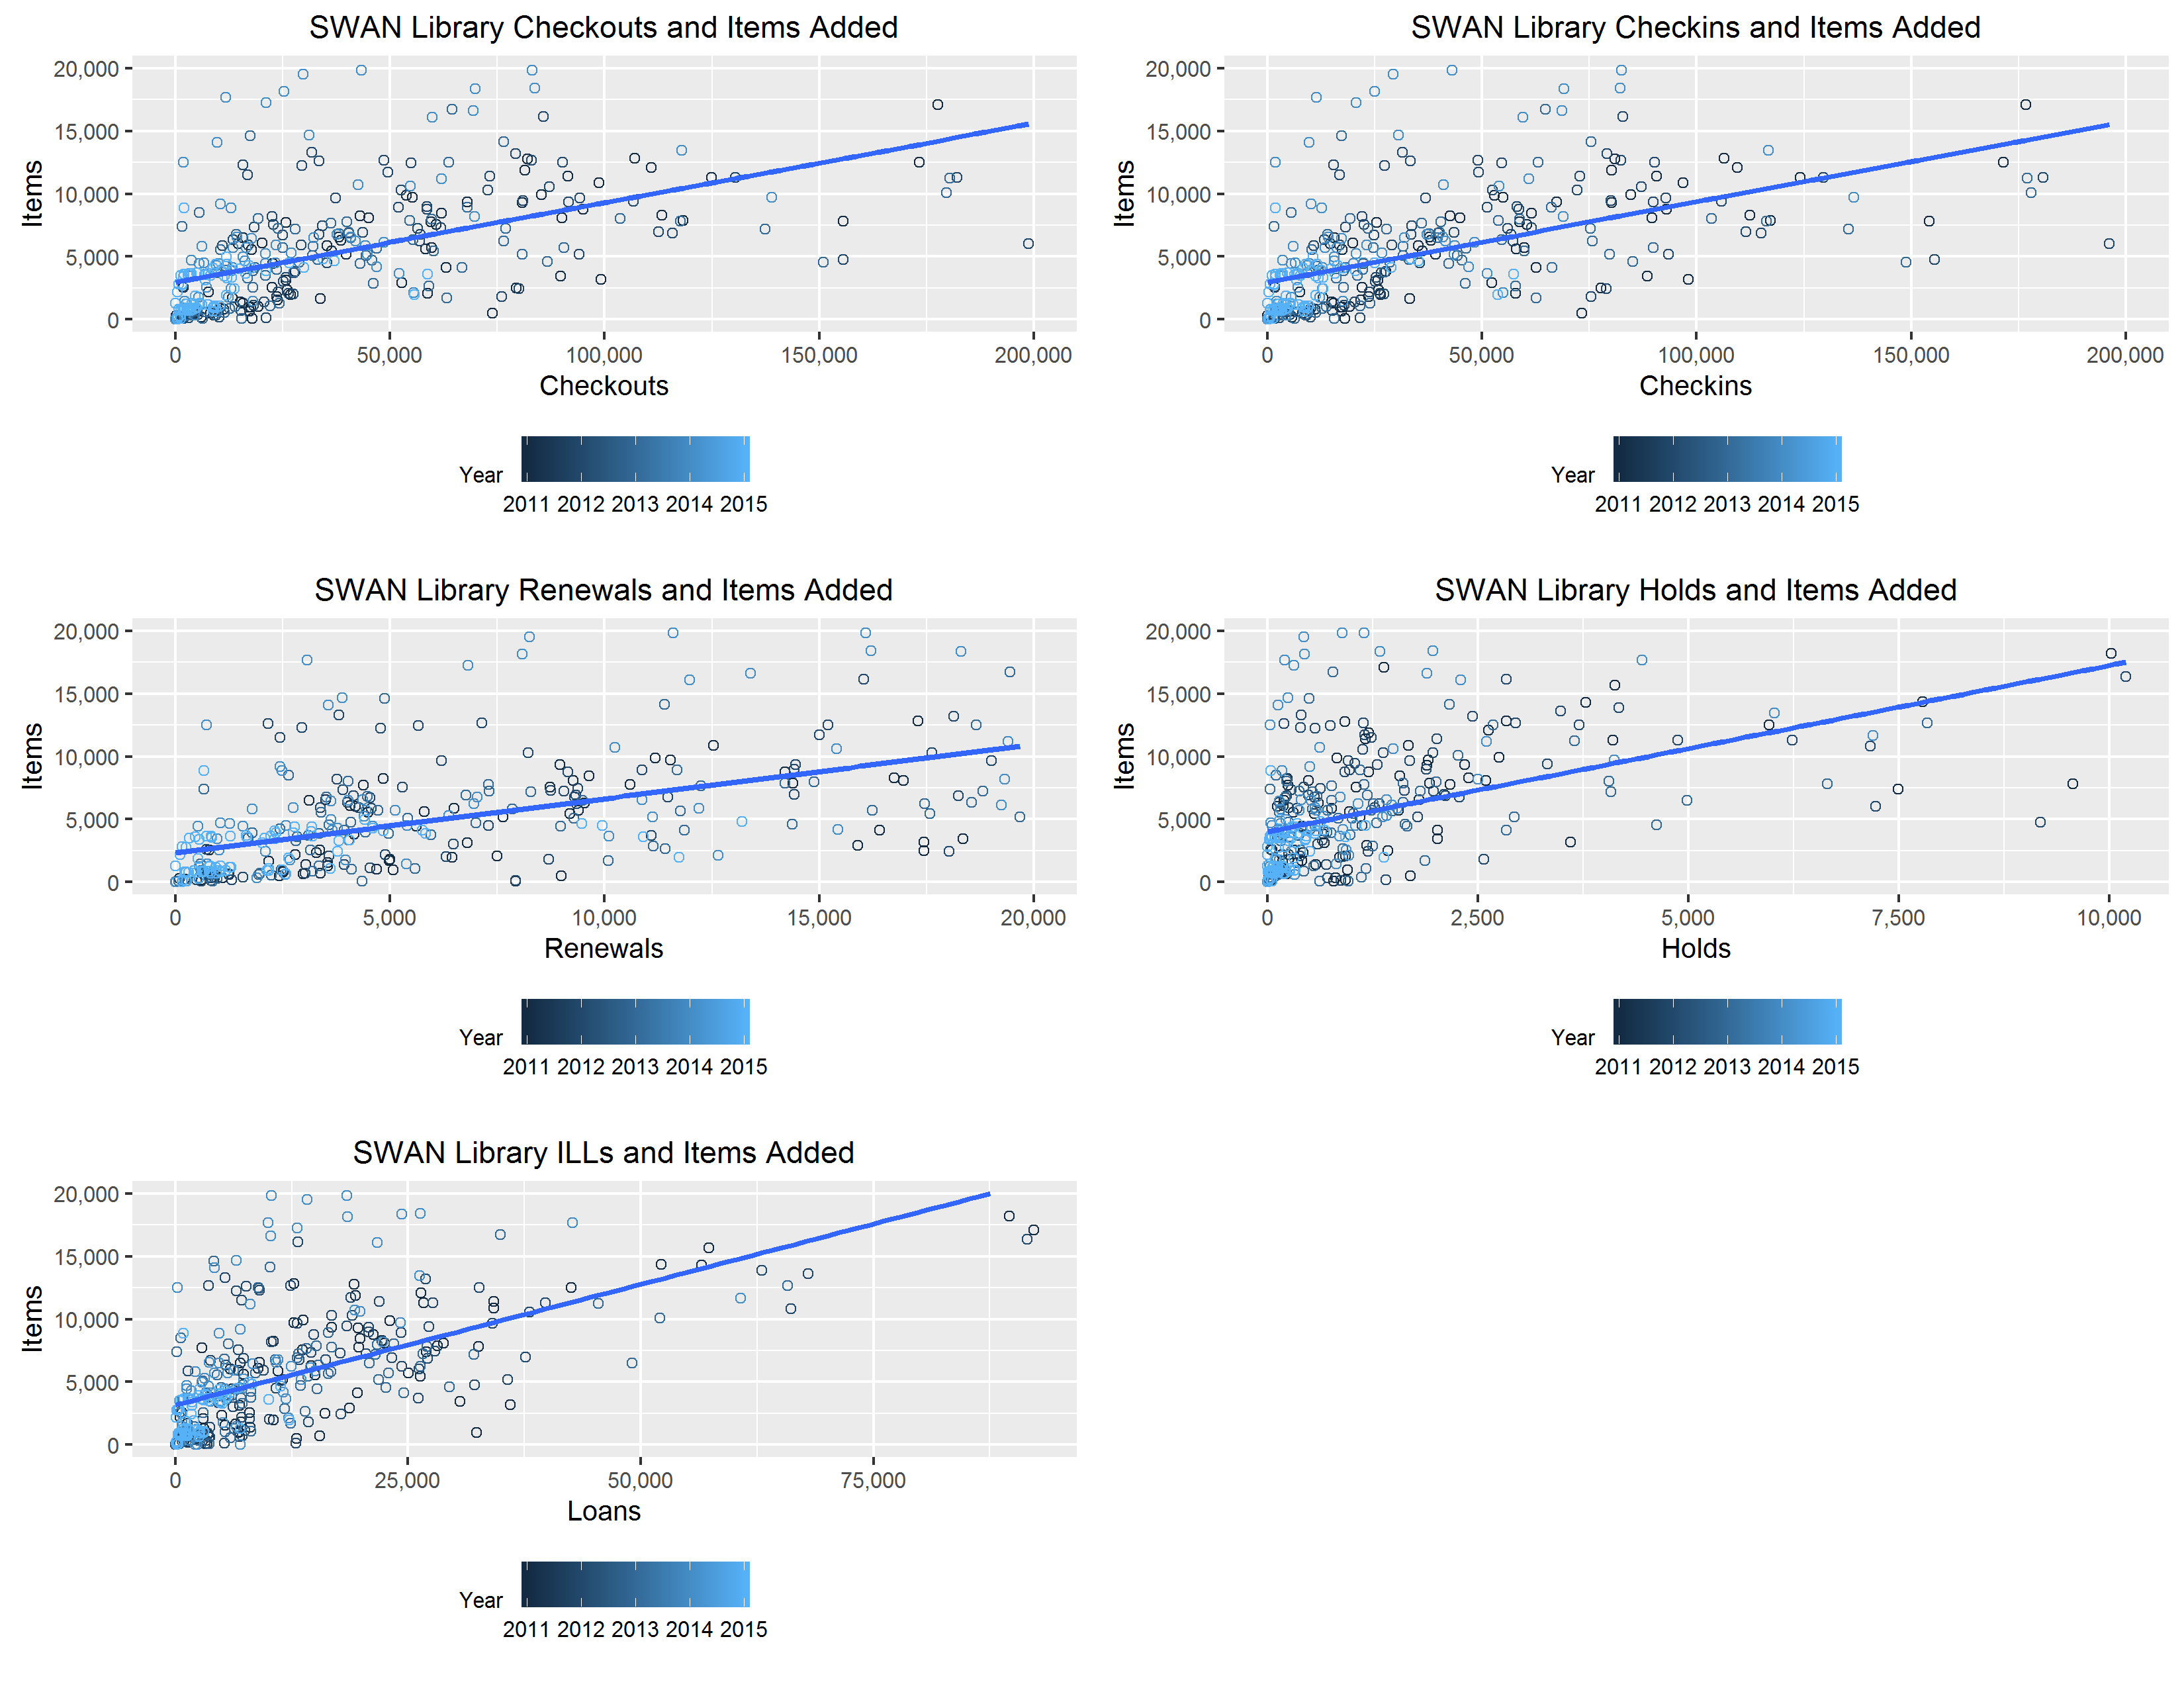 SWAN Library Checkouts and Items Added
20,000
15,000
10,000
5,000
0
Items
0 50,000 100,000 150,000 200,000
Checkouts
Year
2011 2012 2013 2014 2015
SWAN Library Checkins and Items Added
20,000
15,000
10,000
5,000
0
Items
0 50,000 100,000 150,000 200,000
Checkins
Year
2011 2012 2013 2014 2015
SWAN Library Renewals and Items Added
20,000
15,000
10,000
5,000
0
Items
0 5,000 10,000 15,000 20,000
Renewals
Year
2011 2012 2013 2014 2015
SWAN Library Holds and Items Added
20,000
15,000
10,000
5,000
0
Items
0 2,500 5,000 7,500 10,000
Holds
Year
2011 2012 2013 2014 2015
SWAN Library ILLs and Items Added
20,000
15,000
10,000
5,000
0
Items
0 25,000 50,000 75,000
Loans
Year
2011 2012 2013 2014 2015